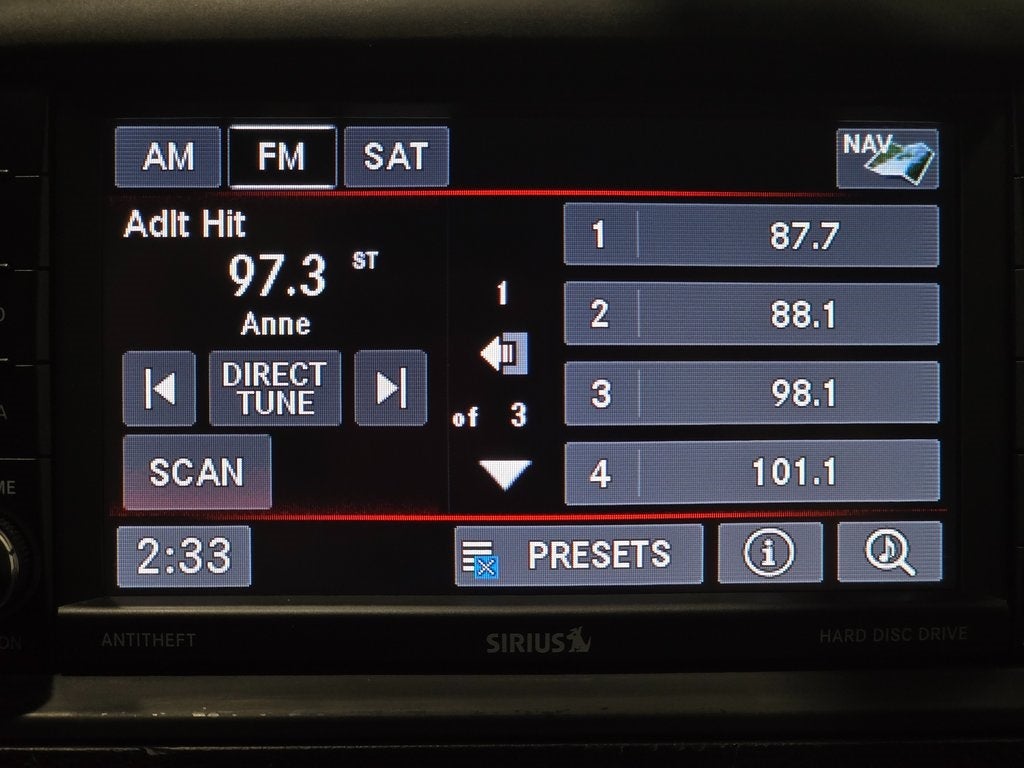 AM FM SAT NAV
Adlt Hit
97.3 ST
Anne
DIRECT
TUNE
SCAN
1
of 3
1 87.7
2 88.1
3 98.1
4 101.1
2:33 PRESETS i
ANTITHEFT SIRIUS HARD DISC DRIVE